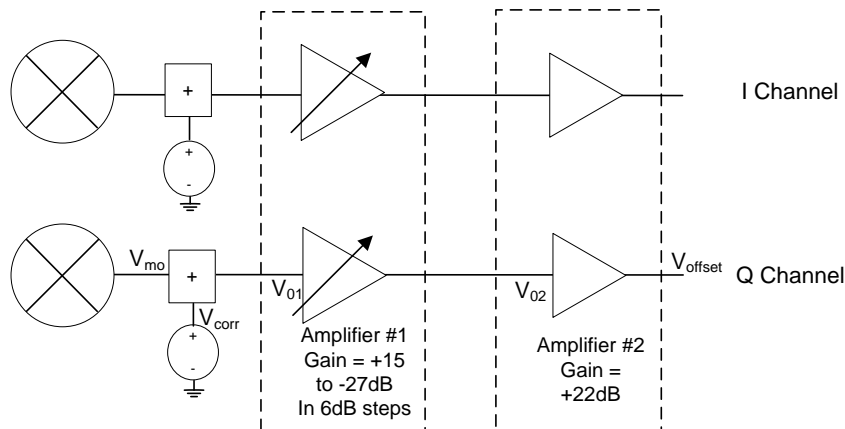 +
I Channel
+
-
V_mo
+
V_01
V_02
V_offset
Q Channel
V_corr
+
-
Amplifier #1
Gain = +15
to -27dB
In 6dB steps
Amplifier #2
Gain =
+22dB